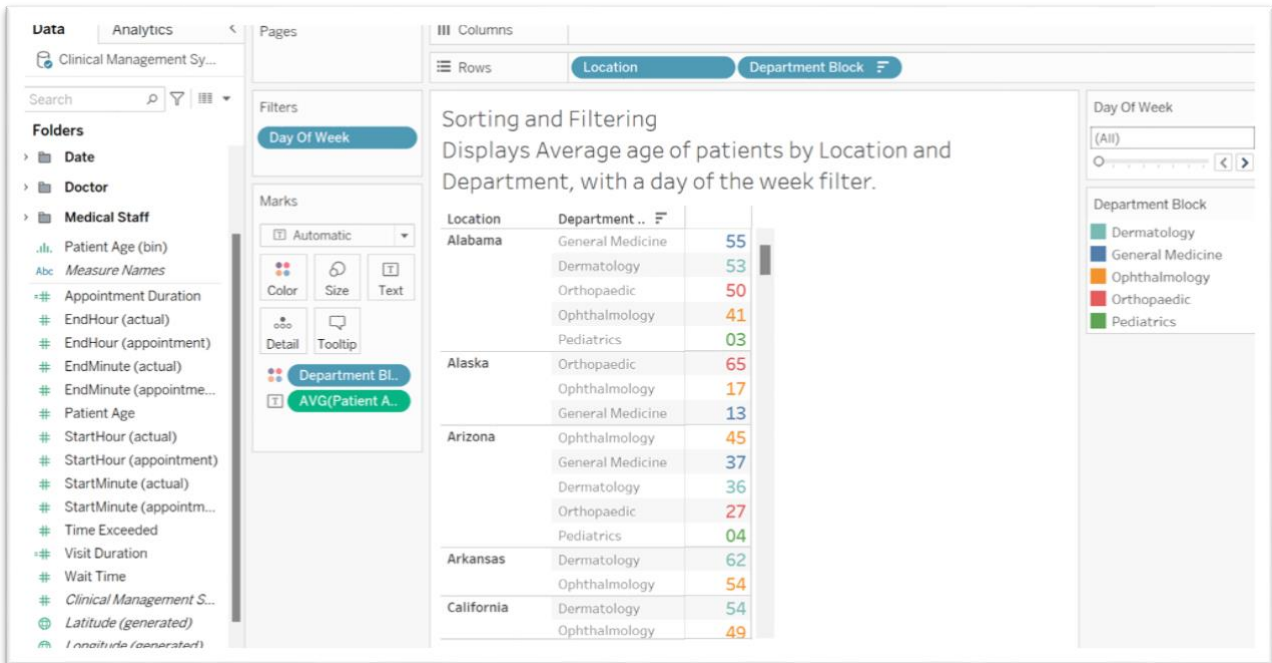 Data Analytics
Clinical Management Sy...
Search
Folders
Date
Doctor
Medical Staff
Patient Age (bin)
Abc Measure Names
Appointment Duration
EndHour (actual)
EndHour (appointment)
EndMinute (actual)
EndMinute (appointme...
Patient Age
StartHour (actual)
StartHour (appointment)
StartMinute (actual)
StartMinute (appointm...
Time Exceeded
Visit Duration
Wait Time
Clinical Management S...
Latitude (generated)
Longitude (generated)
Pages
Filters
Day Of Week
Marks
Automatic
Color Size Text
Detail Tooltip
Department Bl..
AVG(Patient A..
Columns
Rows Location Department Block
Sorting and Filtering
Displays Average age of patients by Location and
Department, with a day of the week filter.
Location Department ..
Alabama General Medicine 55
Dermatology 53
Orthopaedic 50
Ophthalmology 41
Pediatrics 03
Alaska Orthopaedic 65
Ophthalmology 17
General Medicine 13
Arizona Ophthalmology 45
General Medicine 37
Dermatology 36
Orthopaedic 27
Pediatrics 04
Arkansas Dermatology 62
Ophthalmology 54
California Dermatology 54
Ophthalmology 49
Day Of Week
(All)
Department Block
Dermatology
General Medicine
Ophthalmology
Orthopaedic
Pediatrics